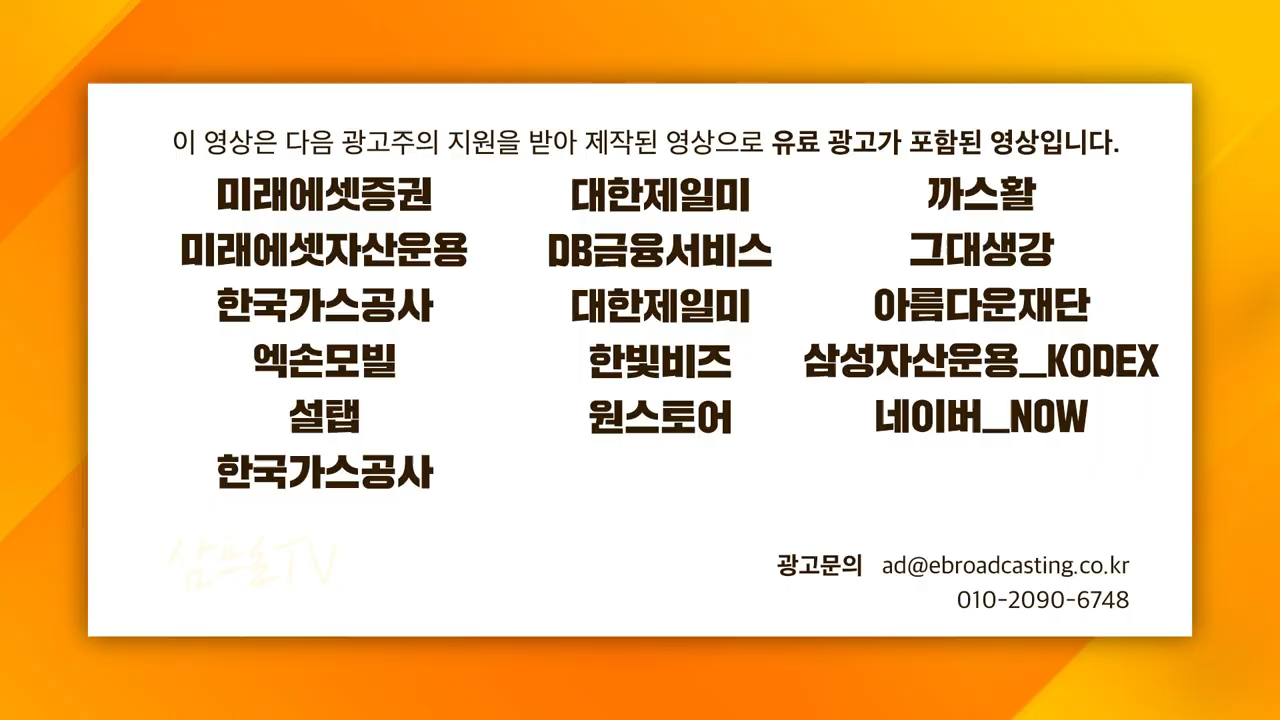 이 영상은 다음 광고주의 지원을 받아 제작된 영상으로 유료 광고가 포함된 영상입니다.
미래에셋증권 대한제일미 까스활
미래에셋자산운용 DB금융서비스 그대생강
한국가스공사 대한제일미 아름다운재단
엑손모빌 한빛비즈 삼성자산운용_KODEX
설탭 원스토어 네이버_NOW
한국가스공사
삼프로TV
광고문의 ad@ebroadcasting.co.kr
010-2090-6748